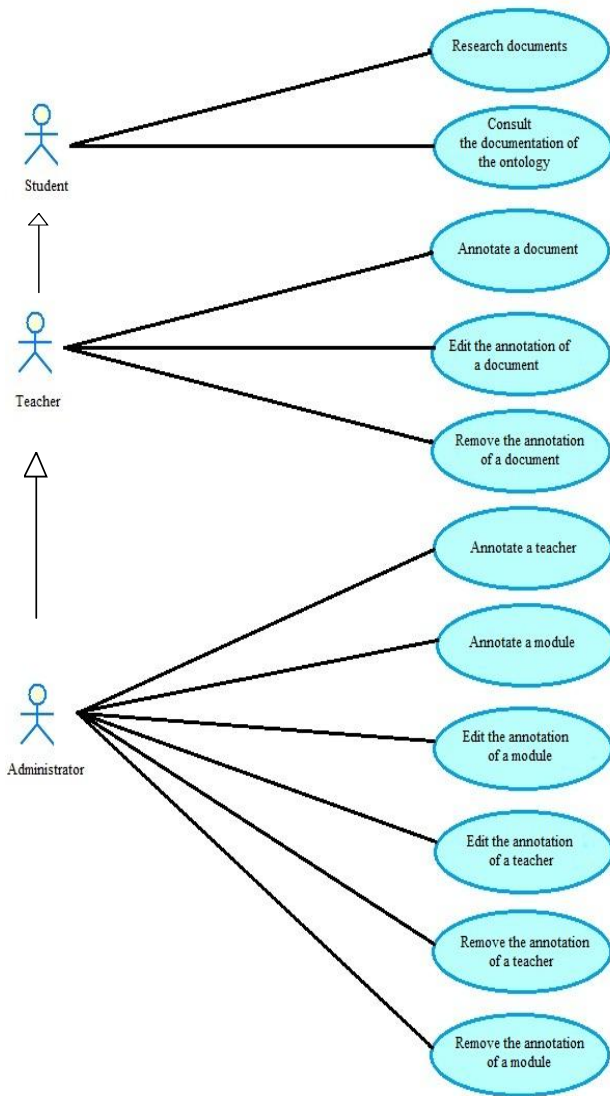 Research documents
Consult
the documentation of
the ontology
Student
Annotate a document
Edit the annotation of
a document
Teacher
Remove the annotation
of a document
Annotate a teacher
Annotate a module
Edit the annotation
of a module
Administrator
Edit the annotation
of a teacher
Remove the annotation
of a teacher
Remove the annotation
of a module